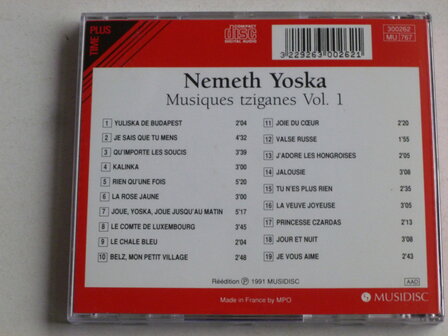 TIME PLUS
COMPACT
disc
DIGITAL AUDIO
300262
MU 767
3 229263 002621
Nemeth Yoska
Musiques tziganes Vol. 1
1 YULISKA DE BUDAPEST 2'04
2 JE SAIS QUE TU MENS 4'32
3 QU'IMPORTE LES SOUCIS 3'39
4 KALINKA 3'00
5 RIEN QU'UNE FOIS 5'20
6 LA ROSE JAUNE 3'00
7 JOUE, YOSKA, JOUE JUSQU'AU MATIN 5'17
8 LE COMTE DE LUXEMBOURG 3'45
9 LE CHALE BLEU 2'04
10 BELZ, MON PETIT VILLAGE 2'48
11 JOIE DU CŒUR 2'20
12 VALSE RUSSE 1'55
13 J'ADORE LES HONGROISES 2'05
14 JALOUSIE 3'08
15 TU N'ES PLUS RIEN 2'35
16 LA VEUVE JOYEUSE 3'05
17 PRINCESSE CZARDAS 2'13
18 JOUR ET NUIT 3'08
19 JE VOUS AIME 2'43
Réédition Ⓟ 1991 MUSIDISC
AAD
Made in France by MPO
MUSIDISC